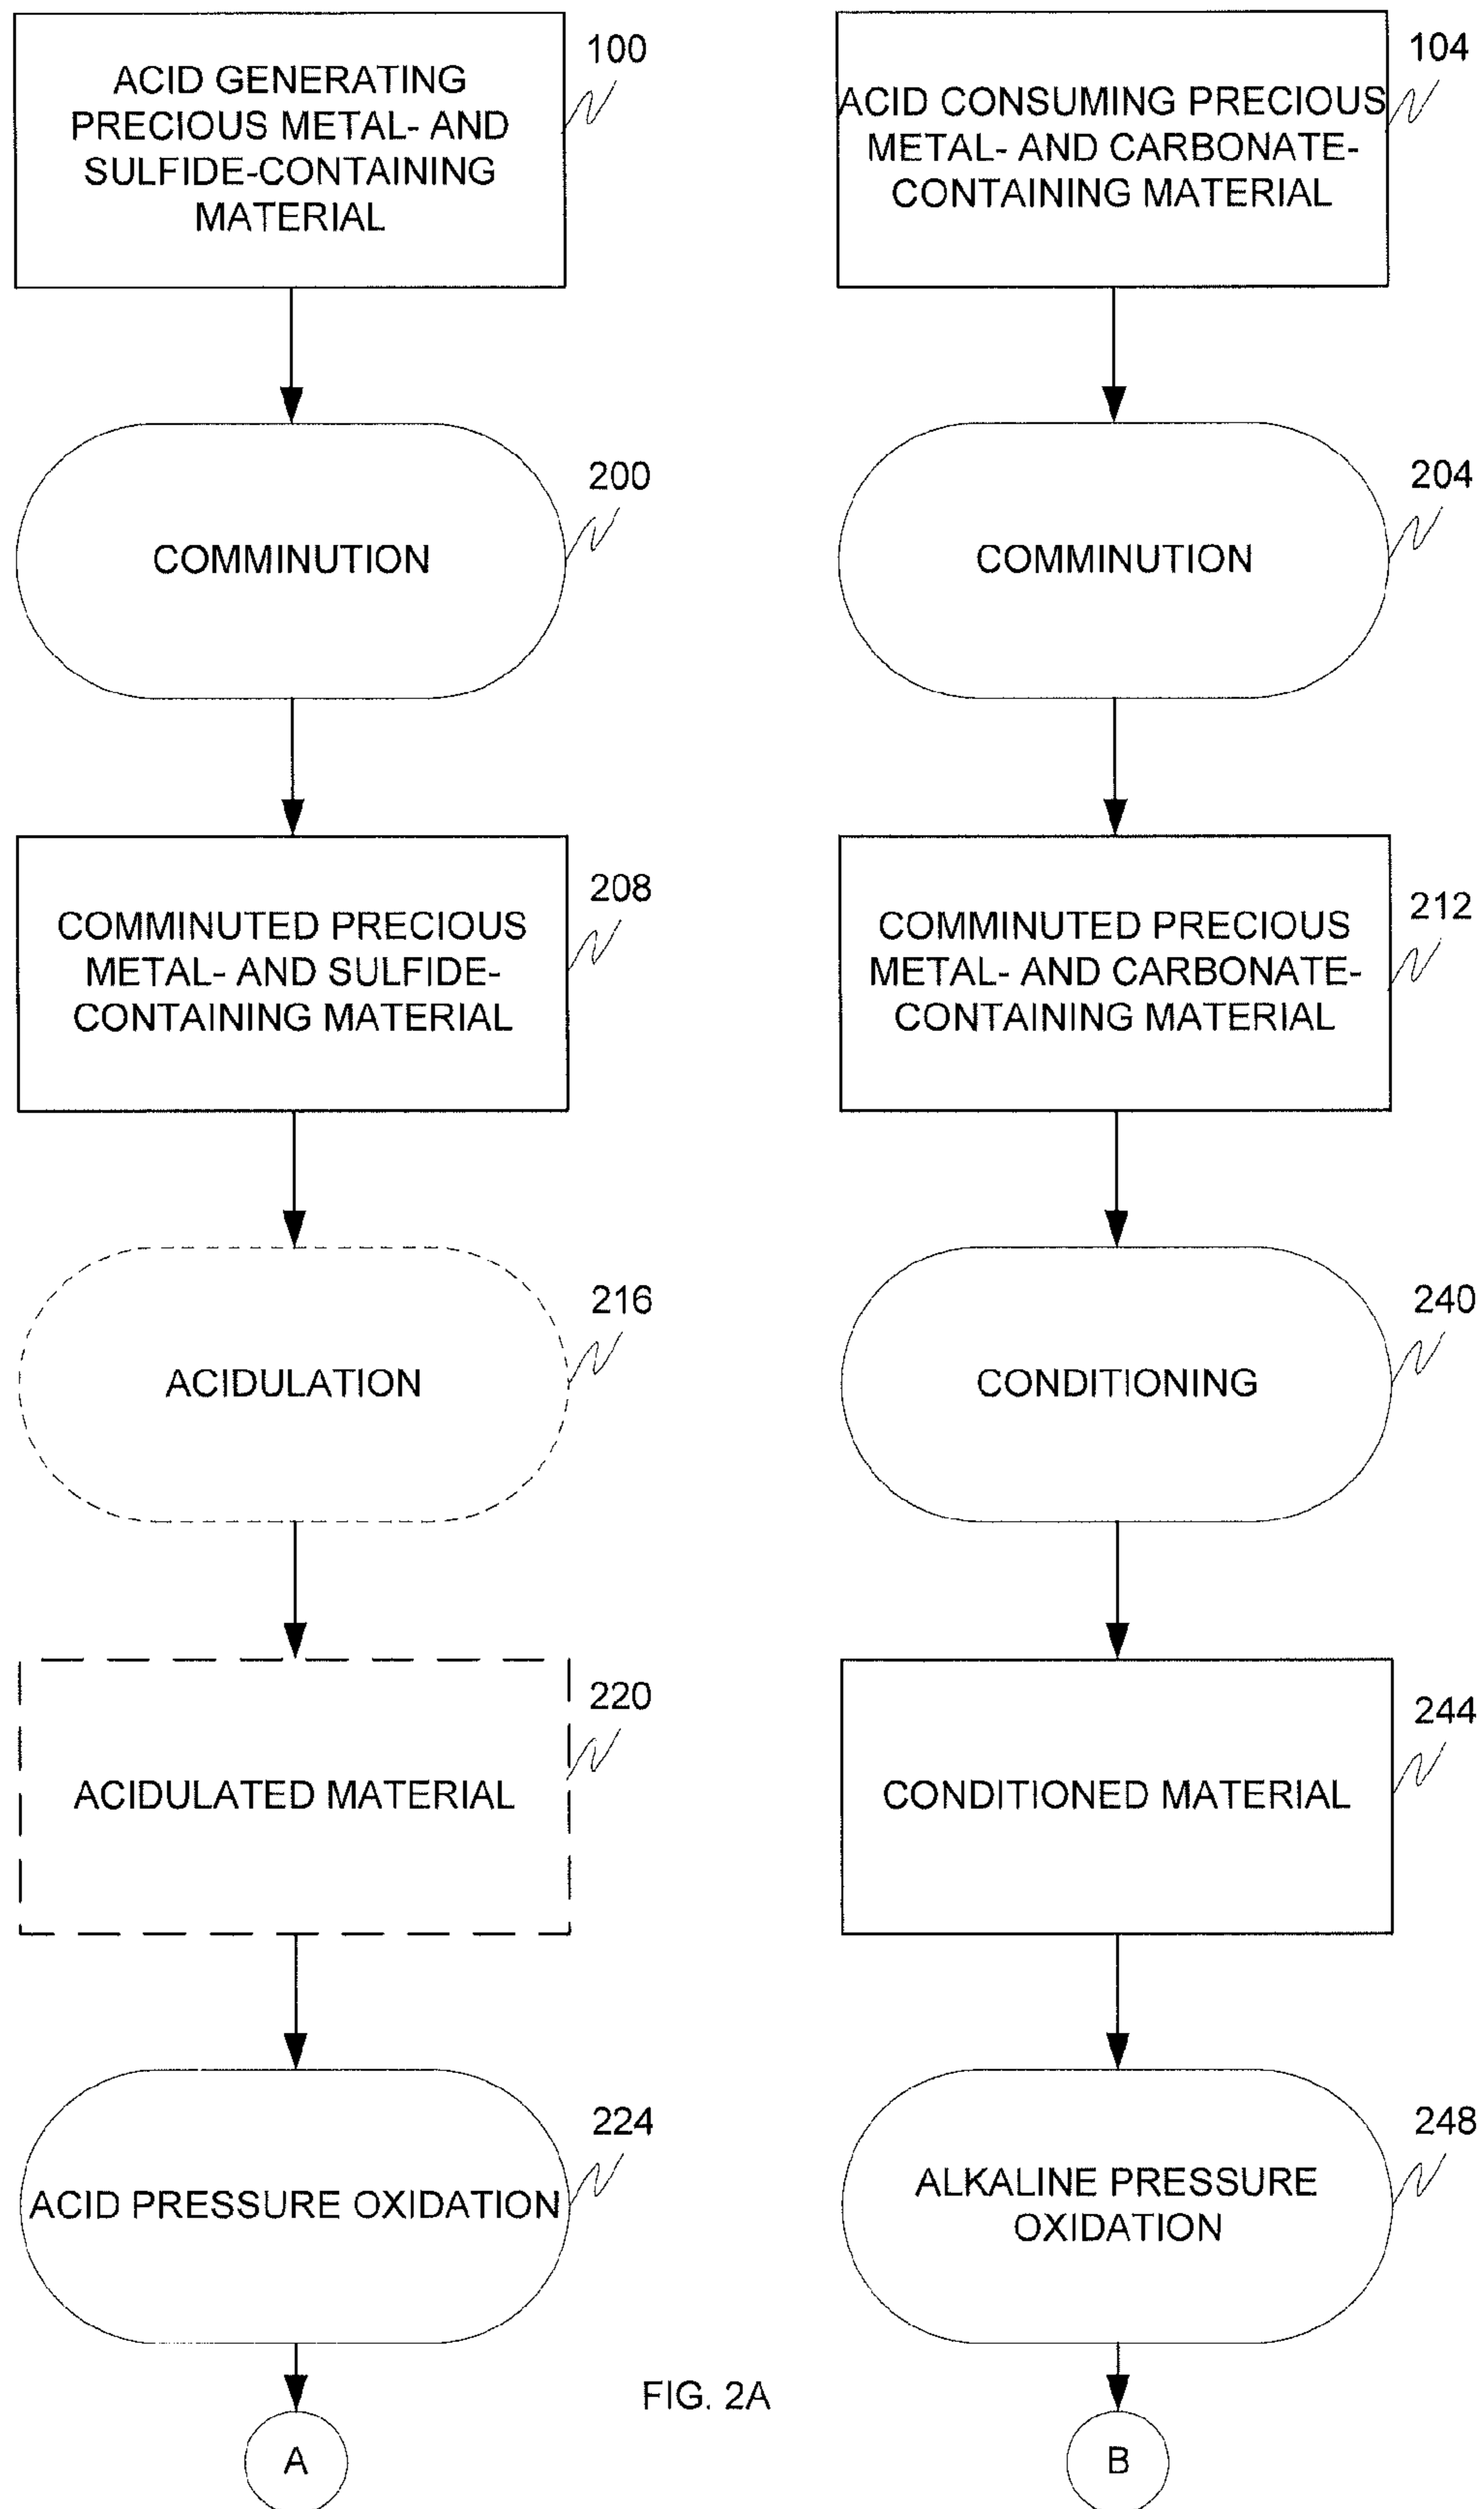 100
ACID GENERATING
PRECIOUS METAL- AND
SULFIDE-CONTAINING
MATERIAL
104
ACID CONSUMING PRECIOUS
METAL- AND CARBONATE-
CONTAINING MATERIAL
200
COMMINUTION
204
COMMINUTION
208
COMMINUTED PRECIOUS
METAL- AND SULFIDE-
CONTAINING MATERIAL
212
COMMINUTED PRECIOUS
METAL- AND CARBONATE-
CONTAINING MATERIAL
216
ACIDULATION
240
CONDITIONING
220
ACIDULATED MATERIAL
244
CONDITIONED MATERIAL
224
ACID PRESSURE OXIDATION
248
ALKALINE PRESSURE
OXIDATION
FIG. 2A
A
B